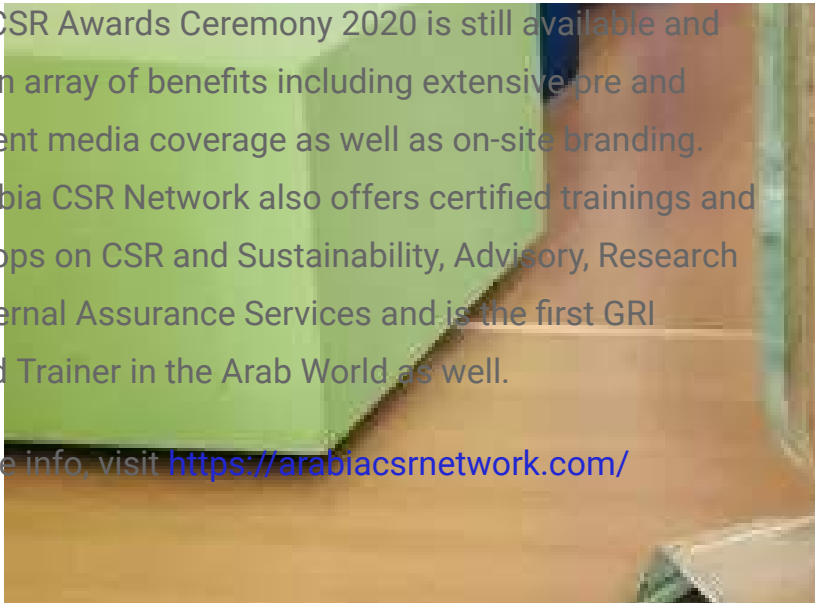 CSR Awards Ceremony 2020 is still available and
n array of benefits including extensive pre and
ent media coverage as well as on-site branding.
bia CSR Network also offers certified trainings and
ops on CSR and Sustainability, Advisory, Research
ernal Assurance Services and is the first GRI
d Trainer in the Arab World as well.
e info, visit https://arabiacsrnetwork.com/